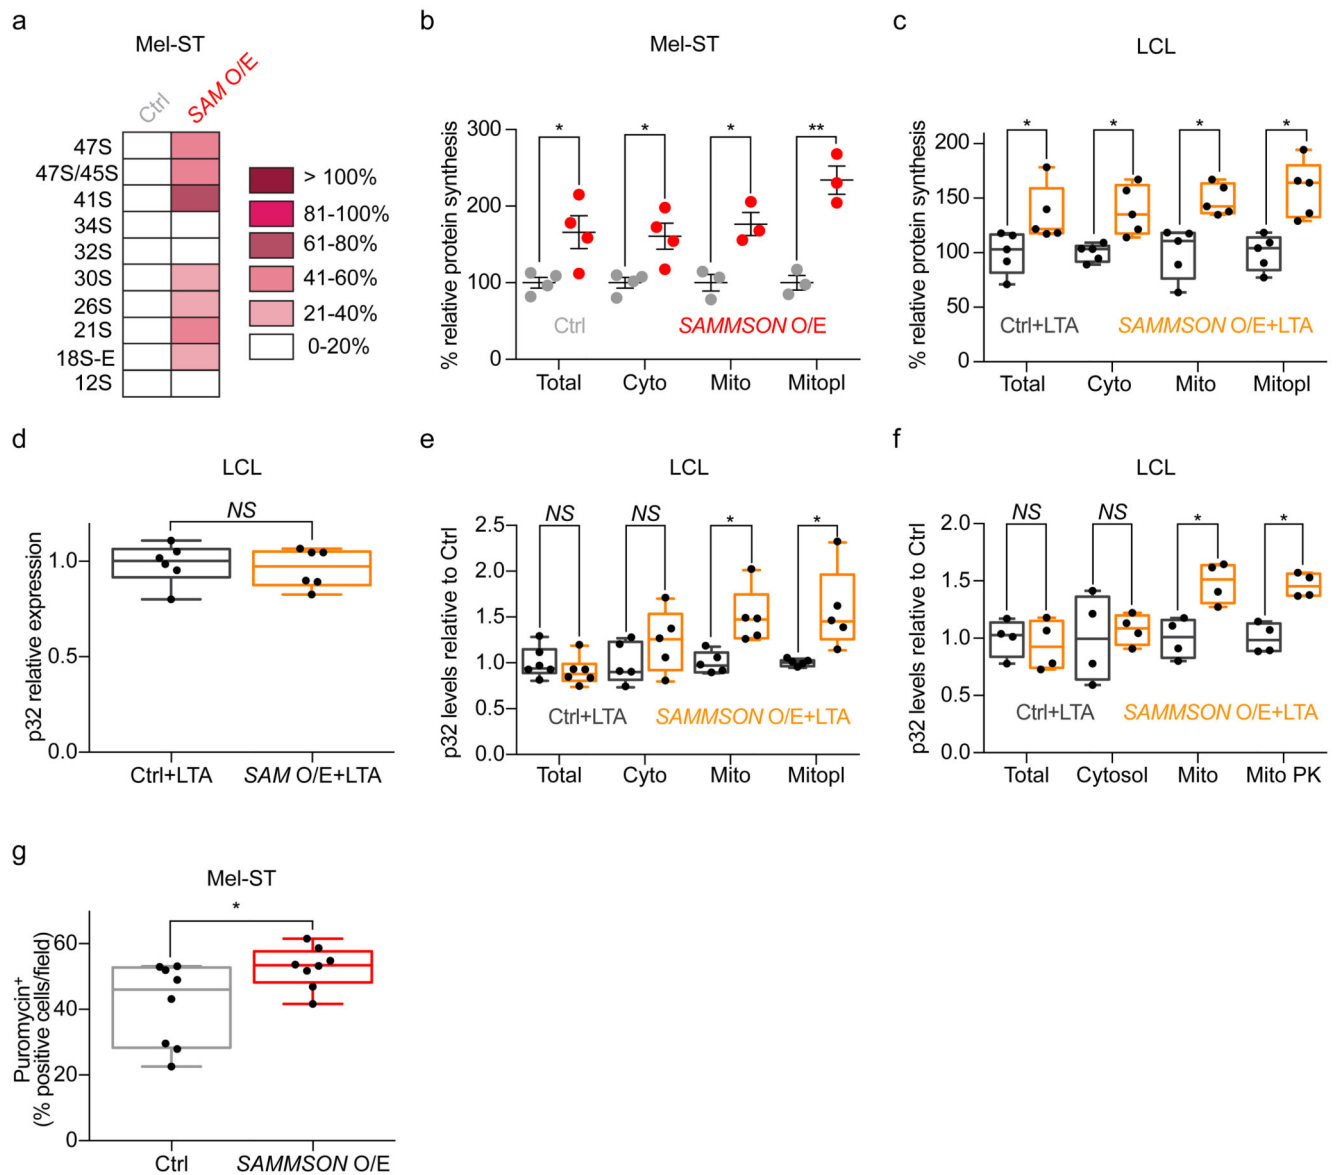 a
Mel-ST
Ctrl
SAM O/E
47S
47S/45S
41S
34S
32S
30S
26S
21S
18S-E
12S
> 100%
81-100%
61-80%
41-60%
21-40%
0-20%
b
Mel-ST
% relative protein synthesis
300
200
100
0
* * * **
Ctrl
SAMMSON O/E
Total Cyto Mito Mitopl
c
LCL
% relative protein synthesis
200
150
100
50
0
* * * *
Ctrl+LTA
SAMMSON O/E+LTA
Total Cyto Mito Mitopl
d
LCL
p32 relative expression
1.0
0.5
0.0
NS
Ctrl+LTA SAM O/E+LTA
e
LCL
p32 levels relative to Ctrl
2.5
2.0
1.5
1.0
0.5
0.0
NS NS * *
Ctrl+LTA
SAMMSON O/E+LTA
Total Cyto Mito Mitopl
f
LCL
p32 levels relative to Ctrl
2.0
1.5
1.0
0.5
0.0
NS NS * *
Ctrl+LTA
SAMMSON O/E+LTA
Total Cytosol Mito Mito PK
g
Mel-ST
Puromycin+
(% positive cells/field)
60
40
20
0
*
Ctrl SAMMSON O/E